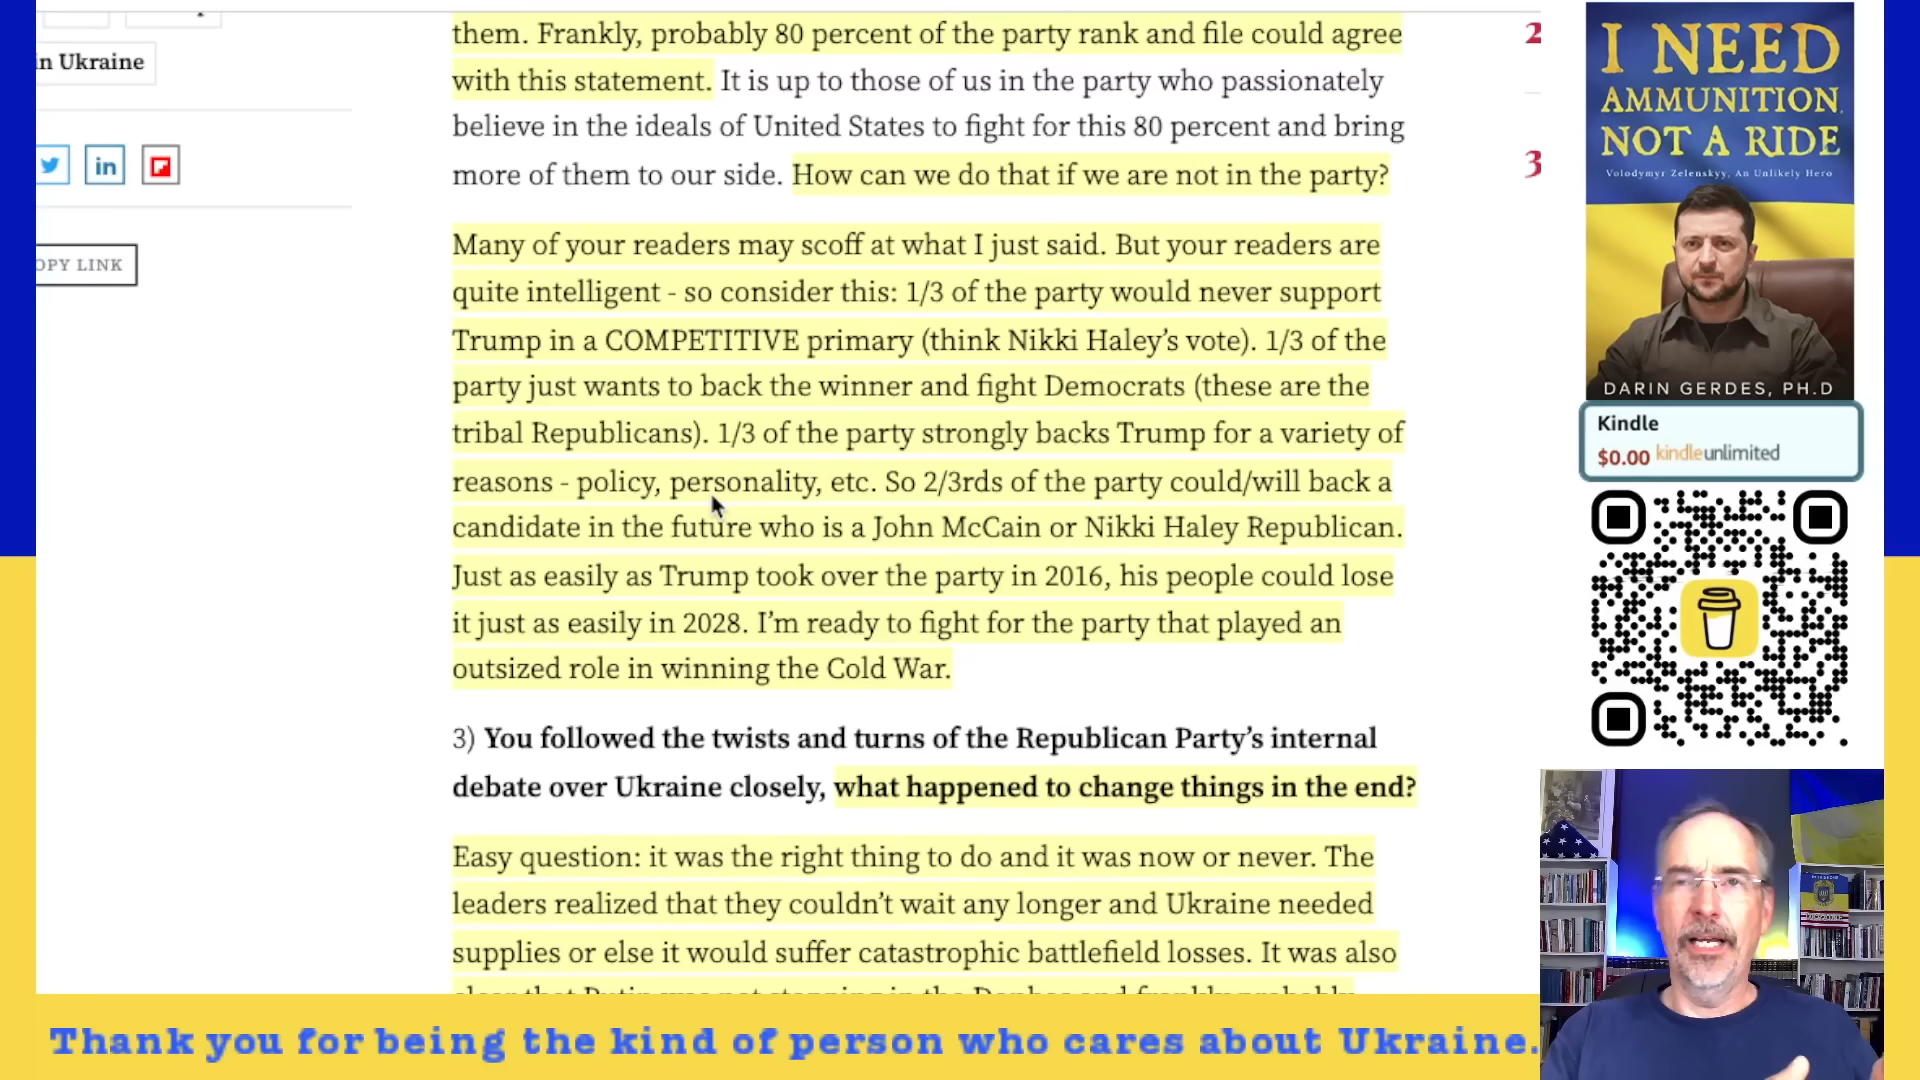 in Ukraine
in
OPY LINK
them. Frankly, probably 80 percent of the party rank and file could agree
with this statement. It is up to those of us in the party who passionately
believe in the ideals of United States to fight for this 80 percent and bring
more of them to our side. How can we do that if we are not in the party?
Many of your readers may scoff at what I just said. But your readers are
quite intelligent - so consider this: 1/3 of the party would never support
Trump in a COMPETITIVE primary (think Nikki Haley’s vote). 1/3 of the
party just wants to back the winner and fight Democrats (these are the
tribal Republicans). 1/3 of the party strongly backs Trump for a variety of
reasons - policy, personality, etc. So 2/3rds of the party could/will back a
candidate in the future who is a John McCain or Nikki Haley Republican.
Just as easily as Trump took over the party in 2016, his people could lose
it just as easily in 2028. I’m ready to fight for the party that played an
outsized role in winning the Cold War.
3) You followed the twists and turns of the Republican Party’s internal
debate over Ukraine closely, what happened to change things in the end?
Easy question: it was the right thing to do and it was now or never. The
leaders realized that they couldn’t wait any longer and Ukraine needed
supplies or else it would suffer catastrophic battlefield losses. It was also
2
3
I NEED
AMMUNITION,
NOT A RIDE
Volodymyr Zelenskyy, An Unlikely Hero
DARIN GERDES, PH.D
Kindle
$0.00 kindleunlimited
Thank you for being the kind of person who cares about Ukraine.